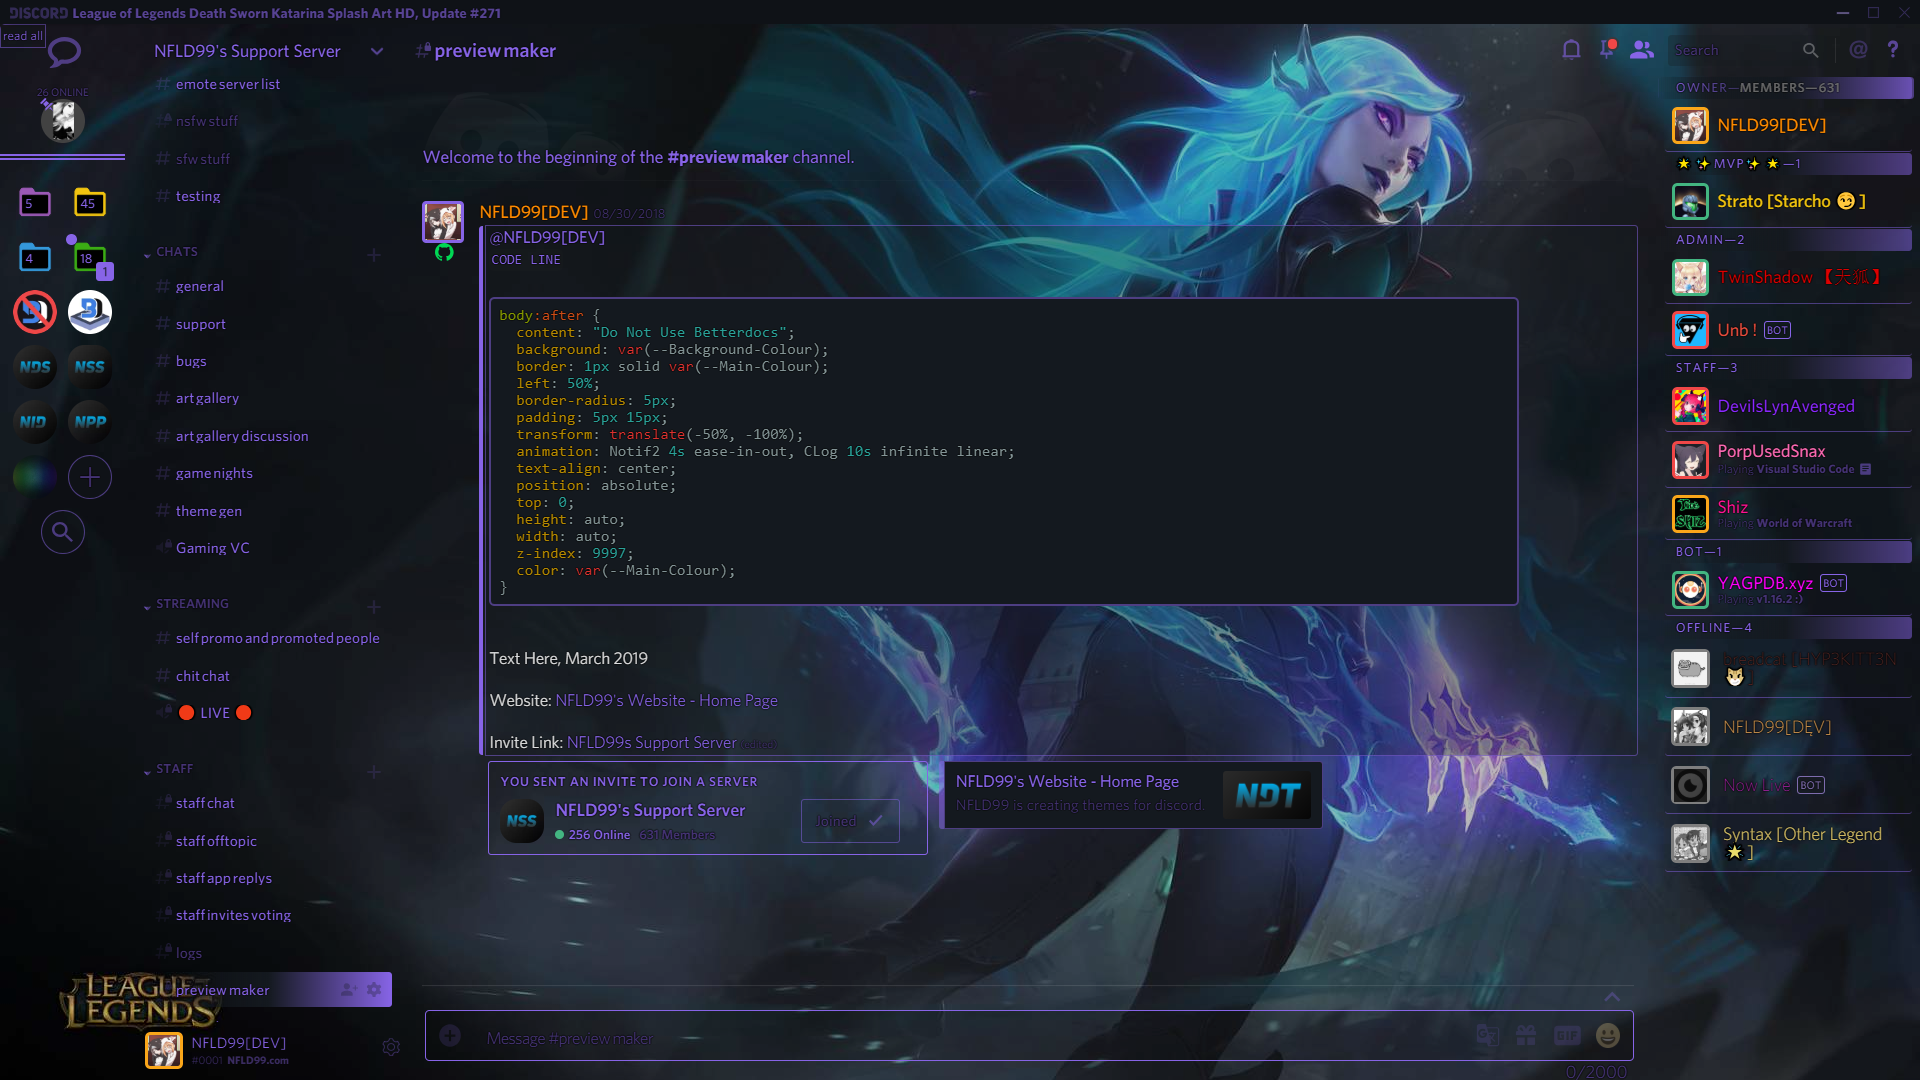 DISCORD League of Legends Death Sworn Katarina Splash Art HD, Update #271
read all
26 ONLINE
5
45
4
18
1
NDS
NSS
NID
NPP
NFLD99's Support Server
emote server list
nsfw stuff
sfw stuff
testing
CHATS
general
support
bugs
art gallery
art gallery discussion
game nights
theme gen
Gaming VC
STREAMING
self promo and promoted people
chit chat
🔴 LIVE 🔴
STAFF
staff chat
staff offtopic
staff app replys
staff invites voting
logs
preview maker
LEAGUE OF LEGENDS
NFLD99[DEV]
#0001 NFLD99.com
# preview maker
Welcome to the beginning of the #preview maker channel.
NFLD99[DEV] 08/30/2018
@NFLD99[DEV]
CODE LINE
body:after {
content: "Do Not Use Betterdocs";
background: var(--Background-Colour);
border: 1px solid var(--Main-Colour);
left: 50%;
border-radius: 5px;
padding: 5px 15px;
transform: translate(-50%, -100%);
animation: Notif2 4s ease-in-out, CLog 10s infinite linear;
text-align: center;
position: absolute;
top: 0;
height: auto;
width: auto;
z-index: 9997;
color: var(--Main-Colour);
}
Text Here, March 2019
Website: NFLD99's Website - Home Page
Invite Link: NFLD99s Support Server (edited)
YOU SENT AN INVITE TO JOIN A SERVER
NSS
NFLD99's Support Server
256 Online 631 Members
Joined
NFLD99's Website - Home Page
NFLD99 is creating themes for discord.
NDT
Message #preview maker
GIF
0/2000
Search
@ ?
OWNER—MEMBERS—631
NFLD99[DEV]
🌟✨MVP✨🌟—1
Strato [Starcho 😏]
ADMIN—2
TwinShadow 【天狐】
Unb ! BOT
STAFF—3
DevilsLynAvenged
PorpUsedSnax
Playing Visual Studio Code
Shiz
Playing World of Warcraft
BOT—1
YAGPDB.xyz BOT
Playing v1.16.2 :)
OFFLINE—4
NFLD99[DEV]
Now Live BOT
Syntax [Other Legend
🌟]